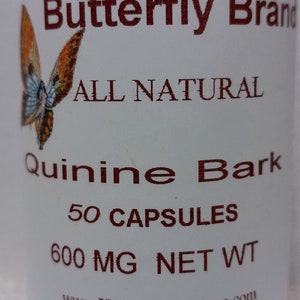 Butterfly Brand
ALL NATURAL
Quinine Bark
50 CAPSULES
600 MG NET WT